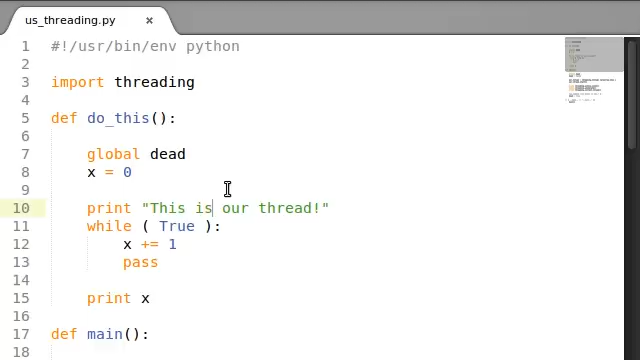 us_threading.py ×
1 #!/usr/bin/env python
2
3 import threading
4
5 def do_this():
6
7 global dead
8 x = 0
9
10 print "This is our thread!"
11 while ( True ):
12 x += 1
13 pass
14
15 print x
16
17 def main():
18